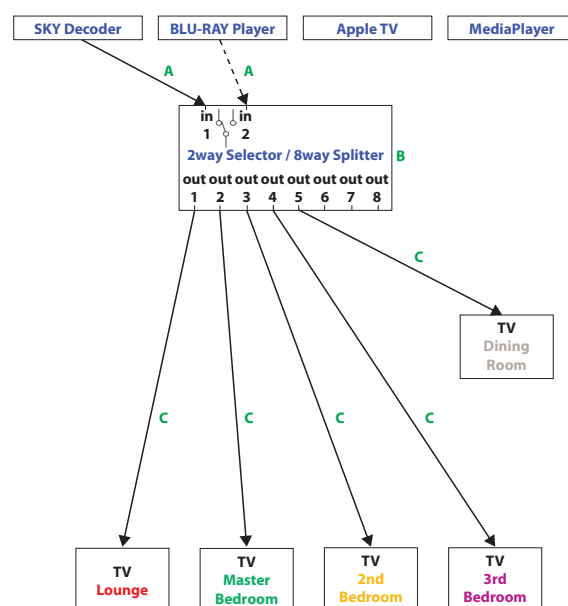 SKY Decoder BLU-RAY Player Apple TV MediaPlayer
A A
in in
1 2
2way Selector / 8way Splitter B
out out out out out out out out
1 2 3 4 5 6 7 8
C
TV
Dining
Room
C C C C
TV
Lounge
TV
Master
Bedroom
TV
2nd
Bedroom
TV
3rd
Bedroom